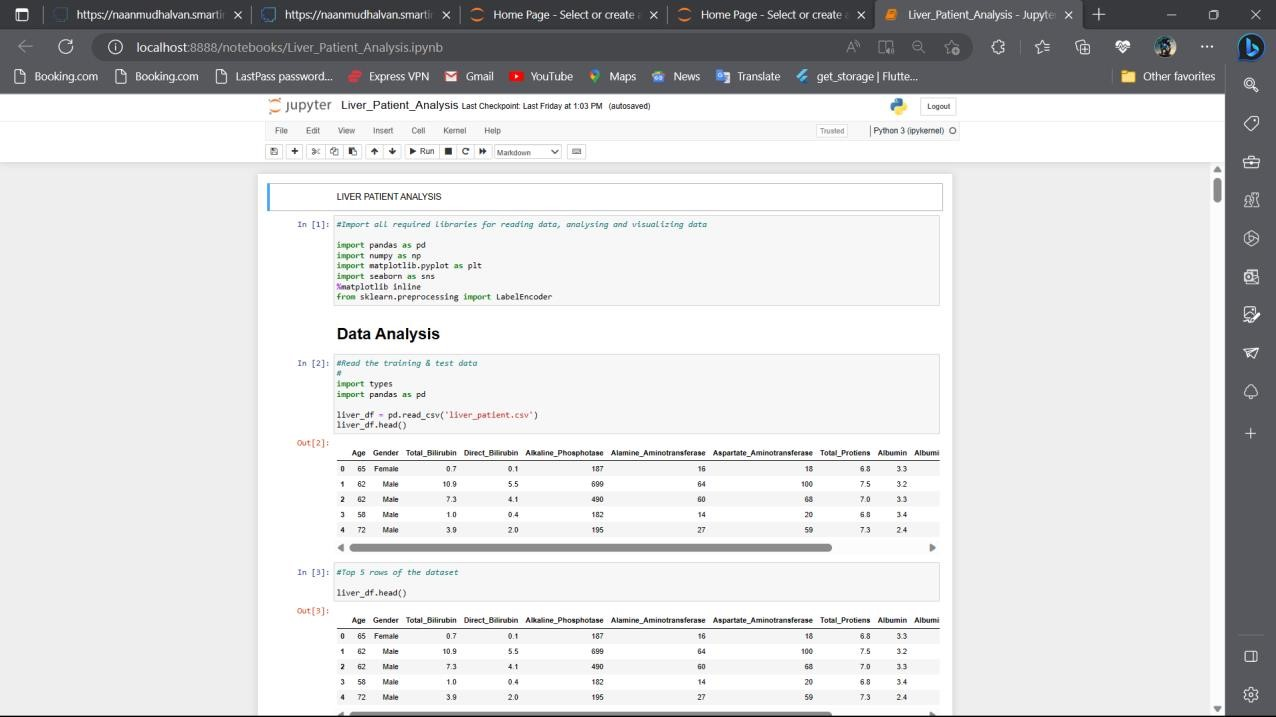 https://naanmudhalvan.smartin
https://naanmudhalvan.smartin
Home Page - Select or create a
Home Page - Select or create a
Liver_Patient_Analysis - Jupyter
localhost:8888/notebooks/Liver_Patient_Analysis.ipynb
Booking.com Booking.com LastPass password... Express VPN Gmail YouTube Maps News Translate get_storage | Flutte... Other favorites
jupyter Liver_Patient_Analysis Last Checkpoint: Last Friday at 1:03 PM (autosaved) Logout
File Edit View Insert Cell Kernel Help Trusted Python 3 (ipykernel)
Run Markdown
LIVER PATIENT ANALYSIS
In [1]: #Import all required libraries for reading data, analysing and visualizing data
import pandas as pd
import numpy as np
import matplotlib.pyplot as plt
import seaborn as sns
%matplotlib inline
from sklearn.preprocessing import LabelEncoder
Data Analysis
In [2]: #Read the training & test data
#
import types
import pandas as pd
liver_df = pd.read_csv('liver_patient.csv')
liver_df.head()
Out[2]:
Age Gender Total_Bilirubin Direct_Bilirubin Alkaline_Phosphotase Alamine_Aminotransferase Aspartate_Aminotransferase Total_Protiens Albumin Albumi
0 65 Female 0.7 0.1 187 16 18 6.8 3.3
1 62 Male 10.9 5.5 699 64 100 7.5 3.2
2 62 Male 7.3 4.1 490 60 68 7.0 3.3
3 58 Male 1.0 0.4 182 14 20 6.8 3.4
4 72 Male 3.9 2.0 195 27 59 7.3 2.4
In [3]: #Top 5 rows of the dataset
liver_df.head()
Out[3]:
Age Gender Total_Bilirubin Direct_Bilirubin Alkaline_Phosphotase Alamine_Aminotransferase Aspartate_Aminotransferase Total_Protiens Albumin Albumi
0 65 Female 0.7 0.1 187 16 18 6.8 3.3
1 62 Male 10.9 5.5 699 64 100 7.5 3.2
2 62 Male 7.3 4.1 490 60 68 7.0 3.3
3 58 Male 1.0 0.4 182 14 20 6.8 3.4
4 72 Male 3.9 2.0 195 27 59 7.3 2.4